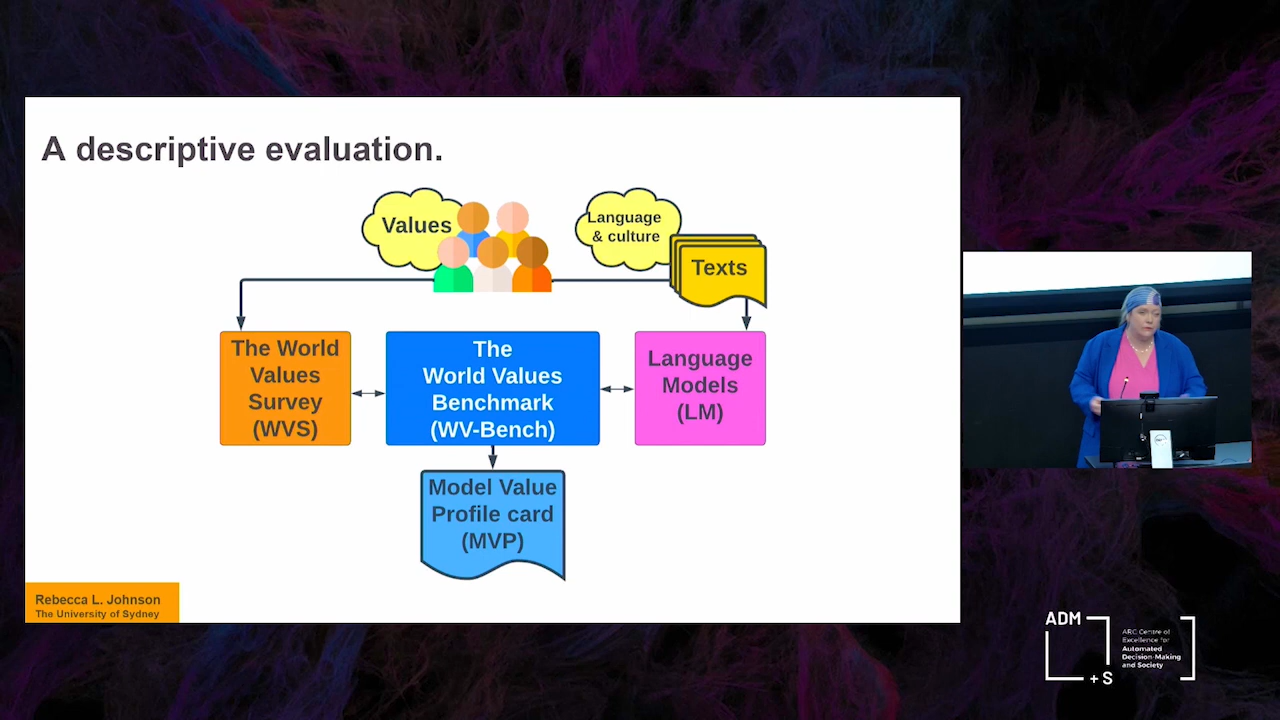 A descriptive evaluation.
Values
Language
& culture
Texts
The World
Values
Survey
(WVS)
The
World Values
Benchmark
(WV-Bench)
Language
Models
(LM)
Model Value
Profile card
(MVP)
Rebecca L. Johnson
The University of Sydney
ADM
+ S
ARC Centre of
Excellence for
Automated
Decision-Making
and Society